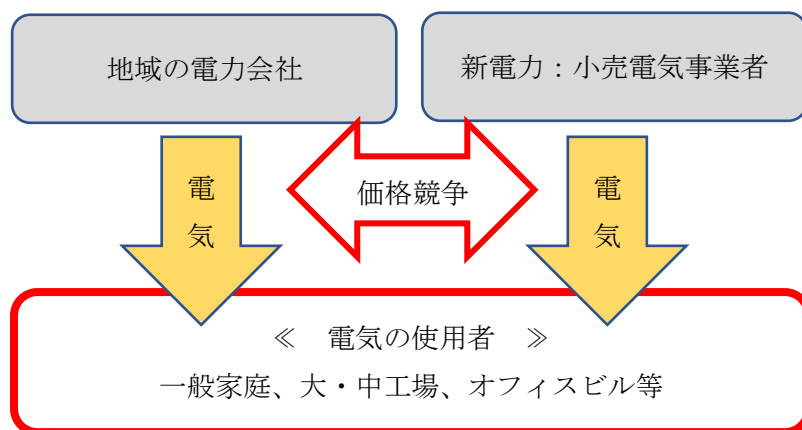 地域の電力会社
新電力：小売電気事業者
電気
価格競争
電気
≪　電気の使用者　≫
一般家庭、大・中工場、オフィスビル等